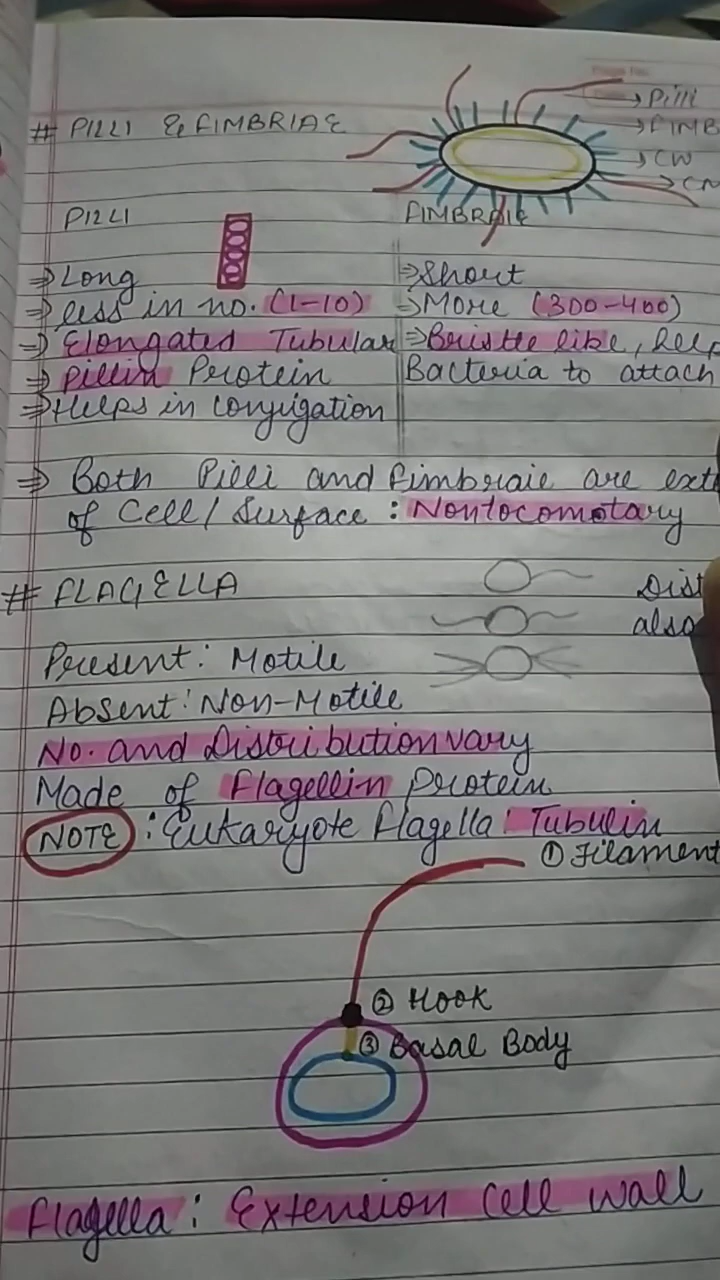 → Pilli
# PILLI & FIMBRIAE
→ FIMB
→ CW
→ CM
PILLI
FIMBRAIE
⇒ Long
⇒ Short
⇒ less in no. (1-10)
⇒ More (300-400)
⇒ Elongated Tubular
⇒ Bristle like, Help
⇒ Pillin Protein
Bacteria to attach
⇒ Helps in conjugation
⇒ Both Pilli and Fimbraie are ext
of Cell/Surface : Nonlocomotary
# FLAGELLA
Dist
also
Present: Motile
Absent: Non-Motile
No. and Distribution vary
Made of Flagellin Protein
NOTE : Eukaryote Flagella : Tubulin
① Filament
② Hook
③ Basal Body
Flagella : Extension Cell wall